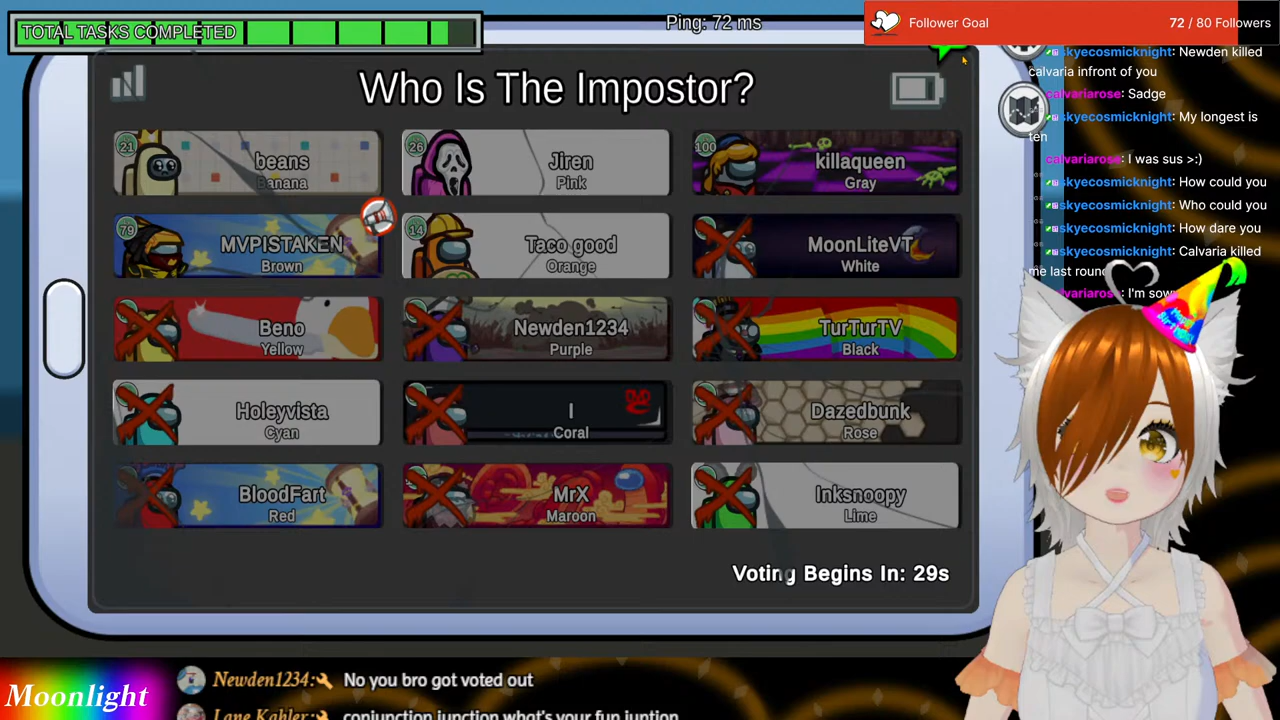 TOTAL TASKS COMPLETED
Ping: 72 ms
Follower Goal
72 / 80 Followers
Who Is The Impostor?
21
beans
Banana
26
Jiren
Pink
100
killaqueen
Gray
79
MVPISTAKEN
Brown
14
Taco good
Orange
MoonLiteVT
White
Beno
Yellow
Newden1234
Purple
TurTurTV
Black
Holeyvista
Cyan
I
Coral
DVD
Dazedbunk
Rose
BloodFart
Red
MrX
Maroon
Inksnoopy
Lime
Voting Begins In: 29s
skyecosmicknight: Newden killed
calvaria infront of you
calvariarose: Sadge
skyecosmicknight: My longest is
ten
calvariarose: I was sus >:)
skyecosmicknight: How could you
skyecosmicknight: Who could you
skyecosmicknight: How dare you
skyecosmicknight: Calvaria killed
me last round
calvariarose: I'm
Moonlight
Newden1234: No you bro got voted out
Lane Kahler: conjunction junction what's your fun juntion